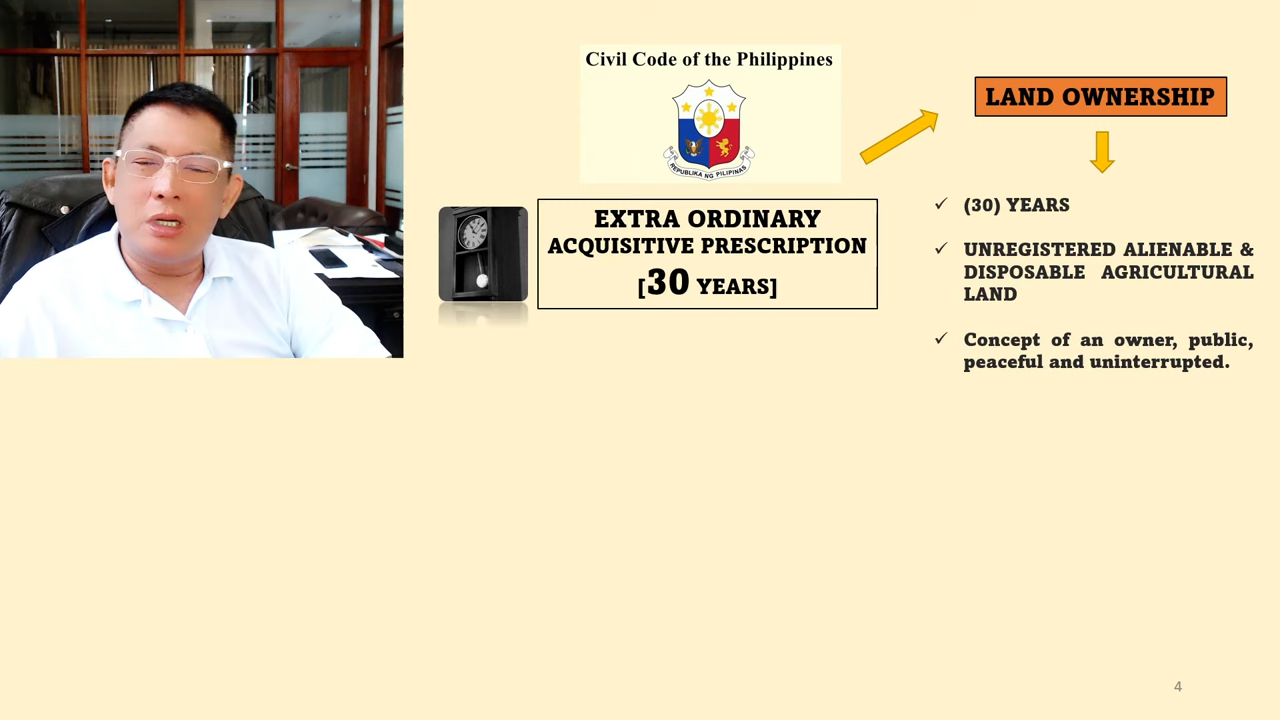 Civil Code of the Philippines
REPUBLIKA NG PILIPINAS
EXTRA ORDINARY
ACQUISITIVE PRESCRIPTION
[30 YEARS]
LAND OWNERSHIP
✓ (30) YEARS
✓ UNREGISTERED ALIENABLE &
DISPOSABLE AGRICULTURAL
LAND
✓ Concept of an owner, public,
peaceful and uninterrupted.
4